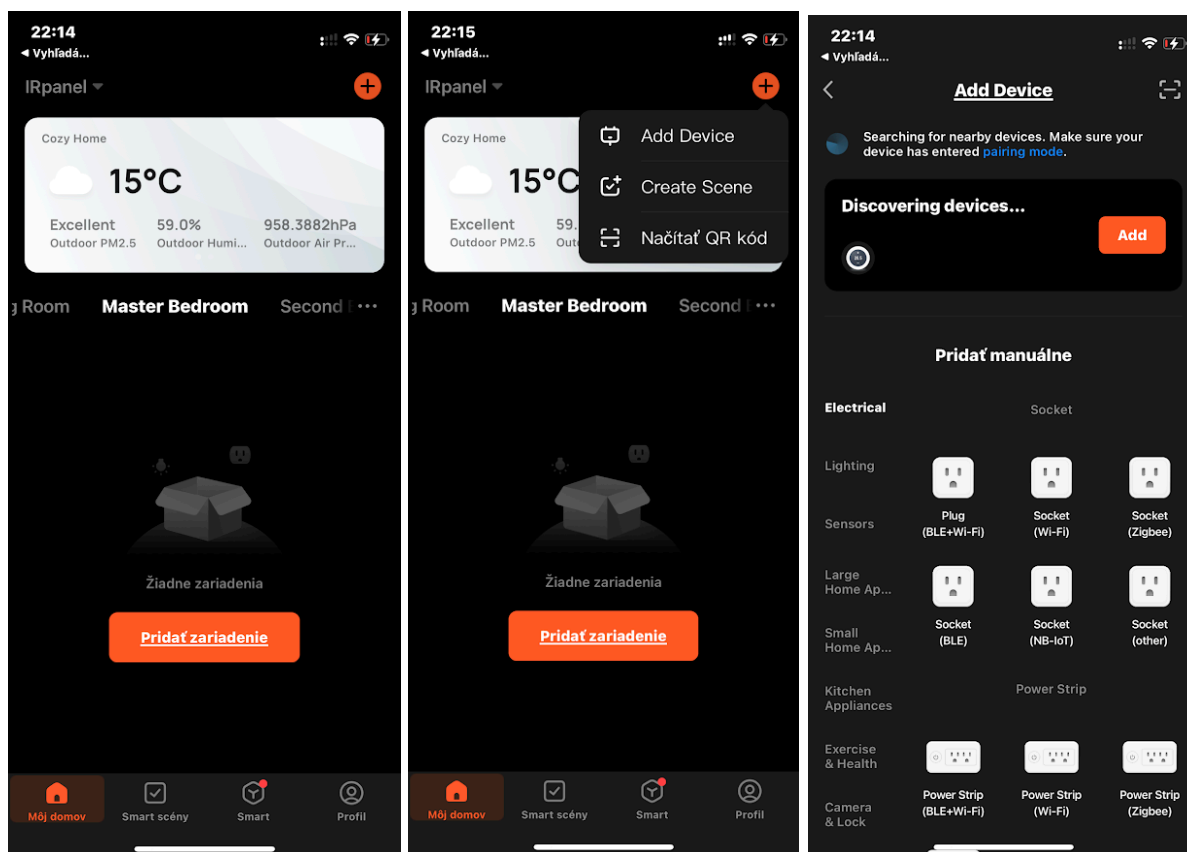 22:14
◀ Vyhľadá...
IRpanel
Cozy Home
15°C
Excellent 59.0% 958.3882hPa
Outdoor PM2.5 Outdoor Humi... Outdoor Air Pr...
Room Master Bedroom Second ...
Žiadne zariadenia
Pridať zariadenie
Môj domov Smart scény Smart Profil
22:15
◀ Vyhľadá...
IRpanel
Add Device
Create Scene
Načítať QR kód
Cozy Home
15°C
Excellent 59.
Outdoor PM2.5
Room Master Bedroom Second ...
Žiadne zariadenia
Pridať zariadenie
Môj domov Smart scény Smart Profil
22:14
◀ Vyhľadá...
Add Device
Searching for nearby devices. Make sure your
device has entered pairing mode.
Discovering devices...
Add
Pridať manuálne
Electrical
Lighting
Sensors
Large
Home Ap...
Small
Home Ap...
Kitchen
Appliances
Exercise
& Health
Camera
& Lock
Socket
Plug Socket Socket
(BLE+Wi-Fi) (Wi-Fi) (Zigbee)
Socket Socket Socket
(BLE) (NB-IoT) (other)
Power Strip
Power Strip Power Strip Power Strip
(BLE+Wi-Fi) (Wi-Fi) (Zigbee)